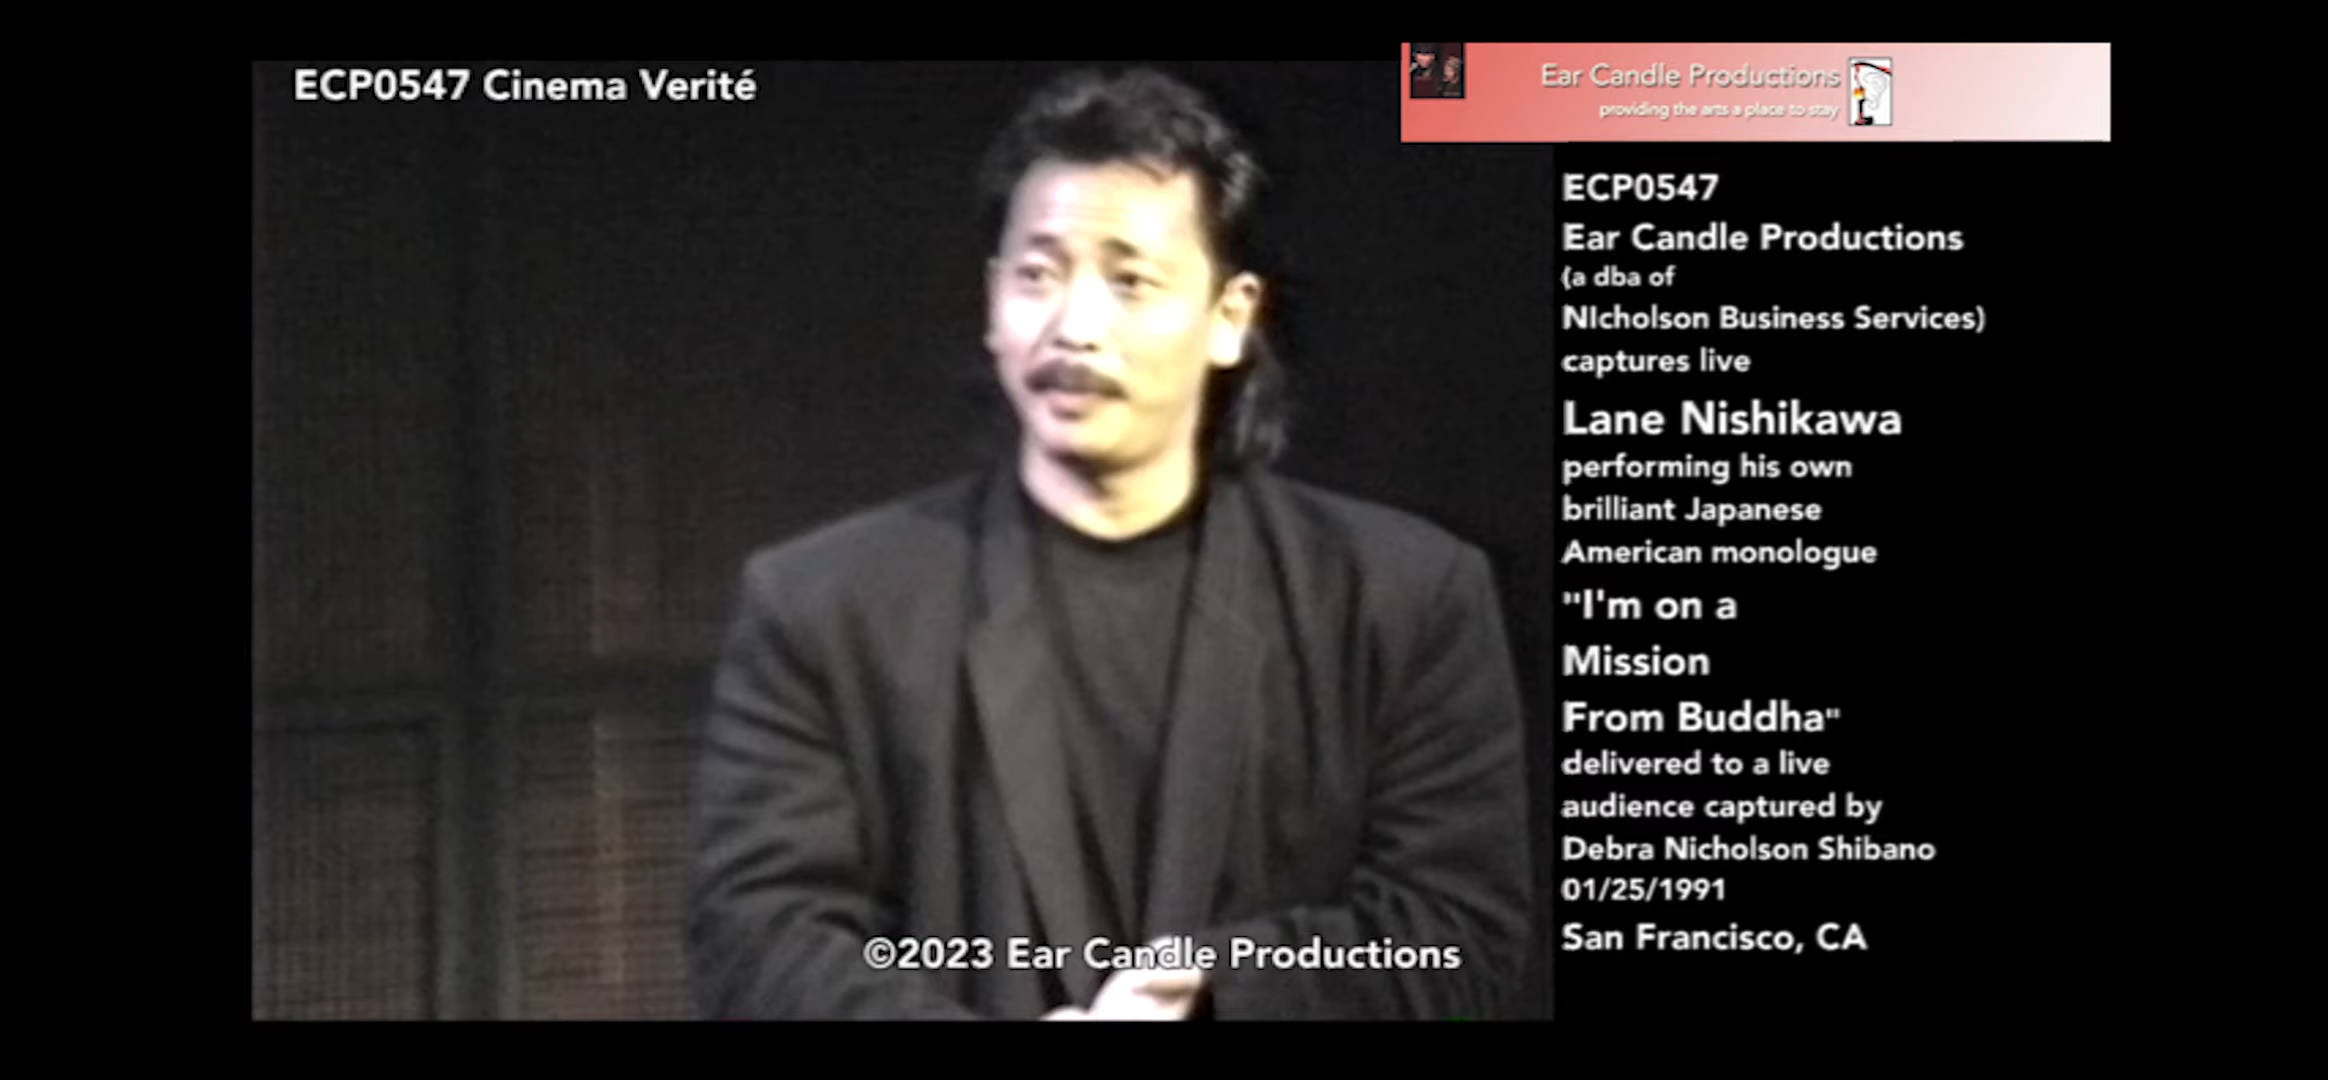 ECP0547 Cinema Verité
Ear Candle Productions
providing the arts a place to stay
ECP0547
Ear Candle Productions
(a dba of
NIcholson Business Services)
captures live
Lane Nishikawa
performing his own
brilliant Japanese
American monologue
"I'm on a
Mission
From Buddha"
delivered to a live
audience captured by
Debra Nicholson Shibano
01/25/1991
San Francisco, CA
©2023 Ear Candle Productions